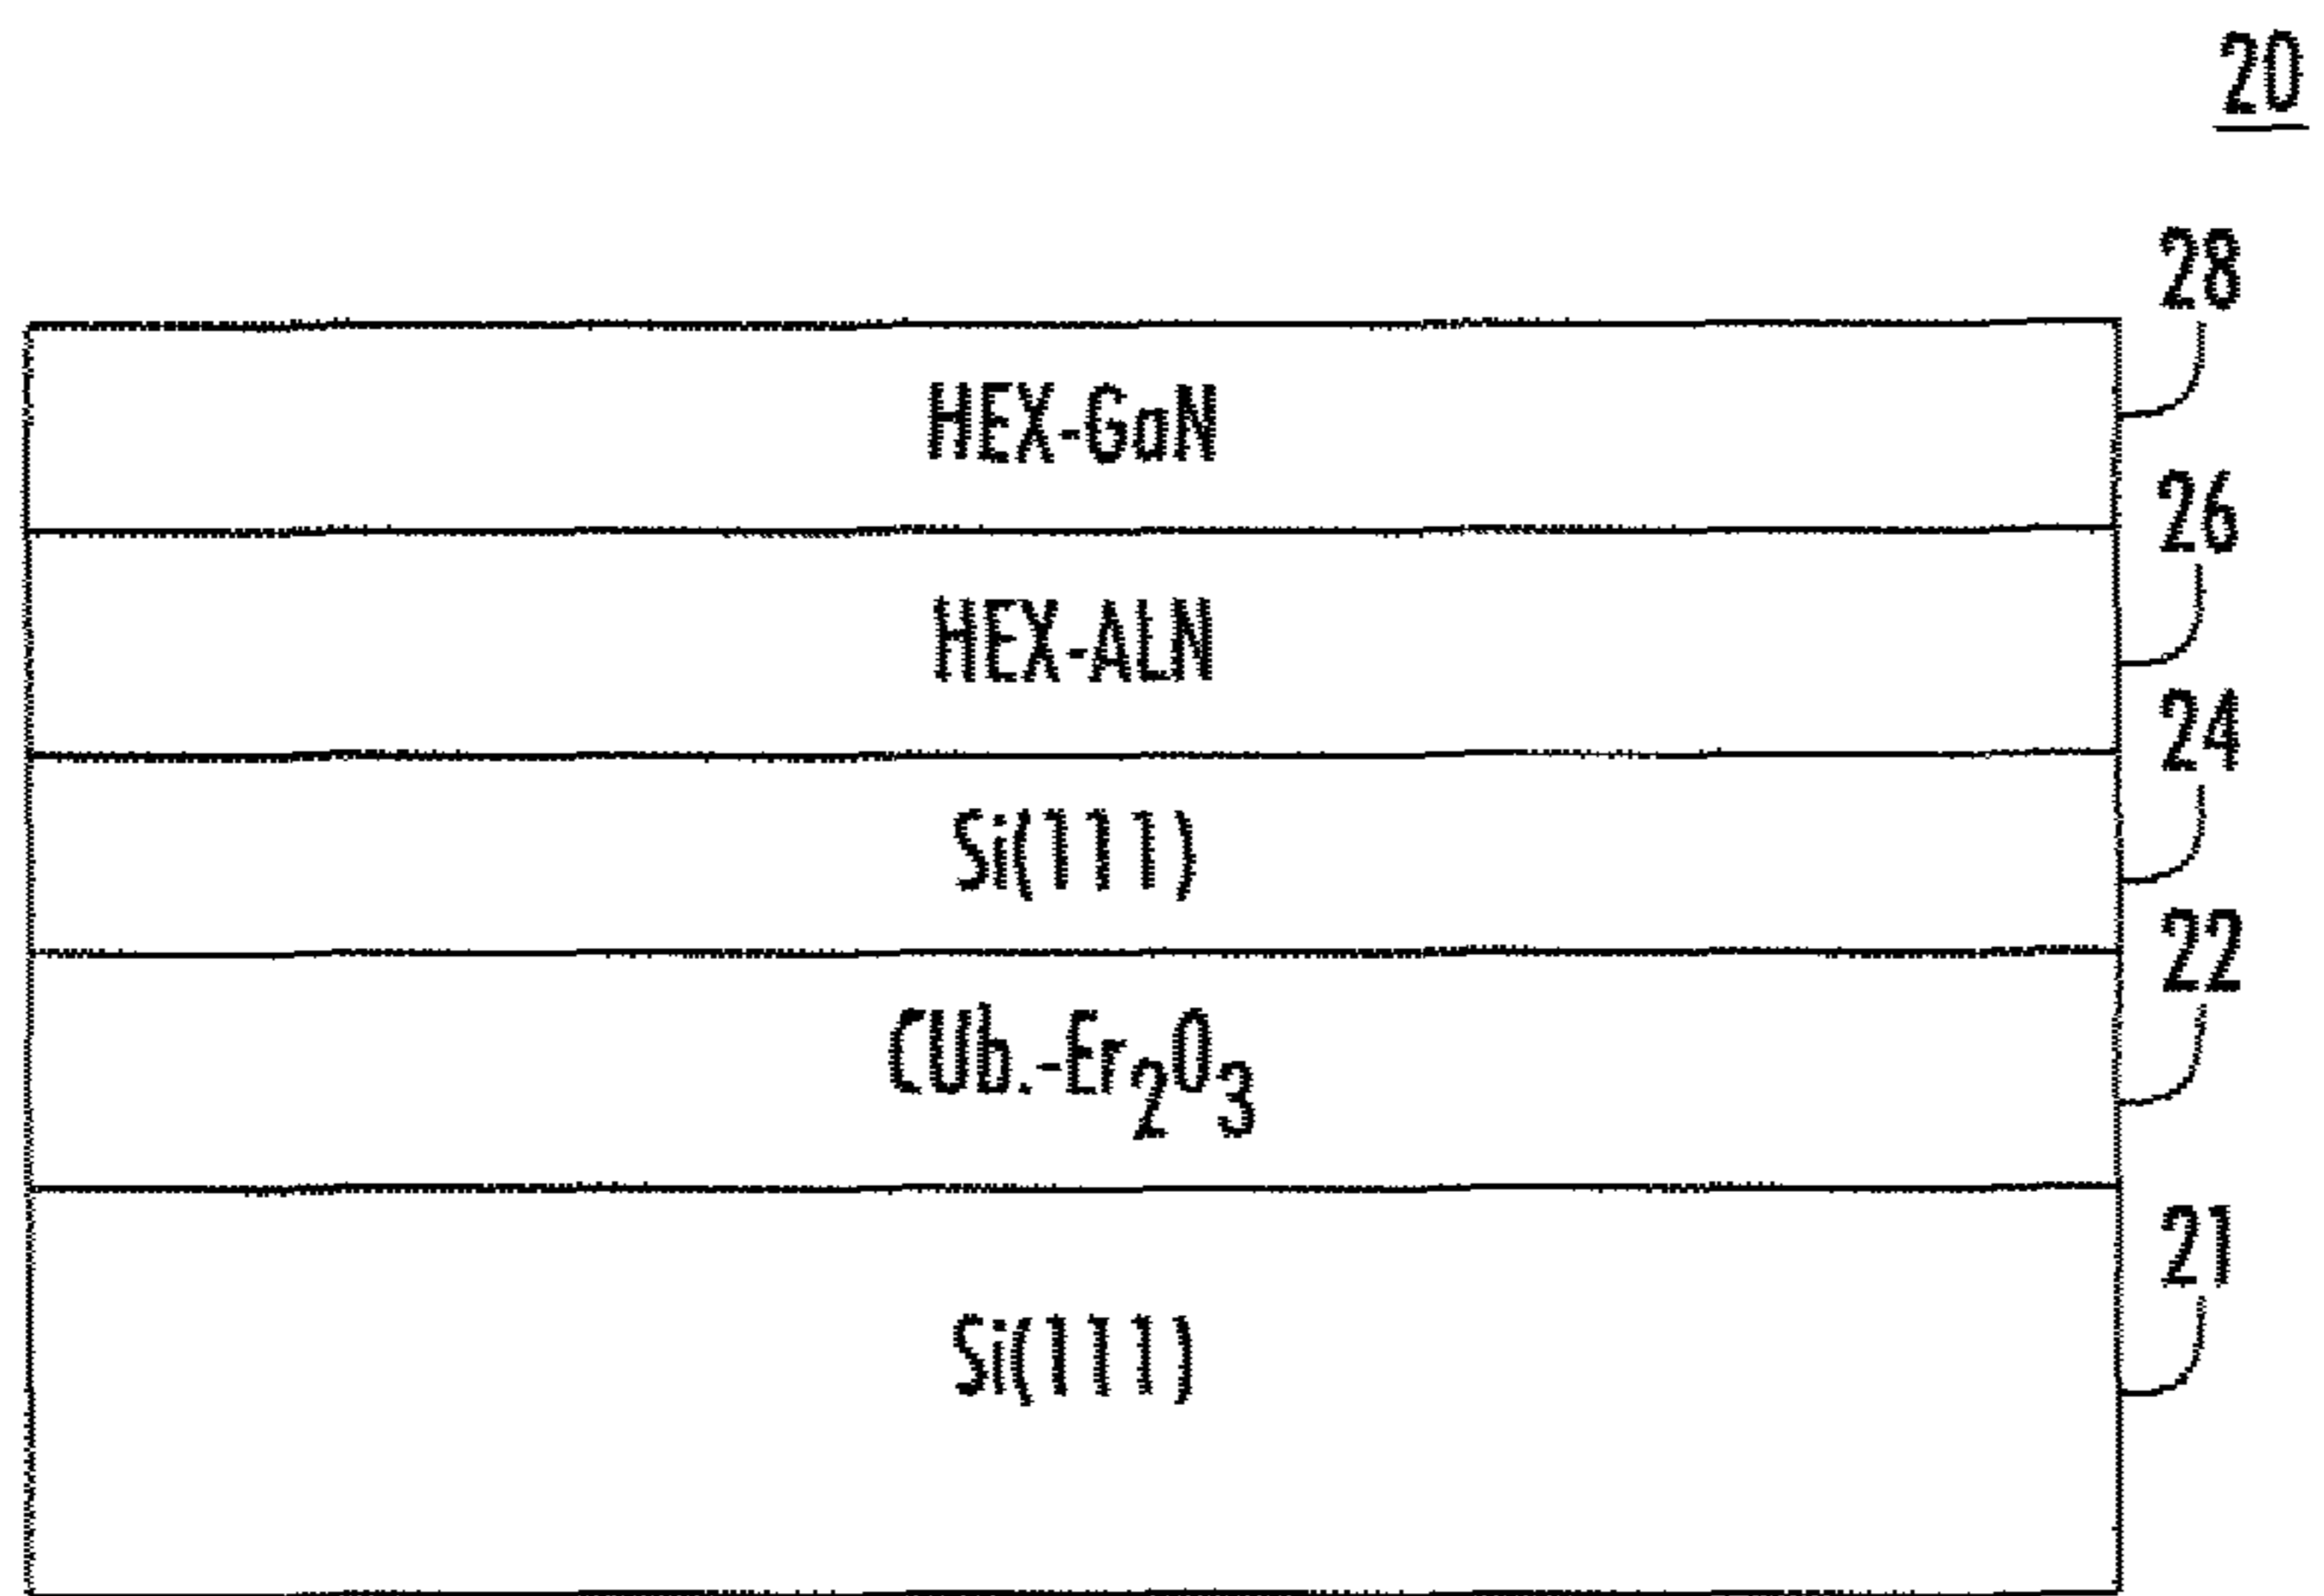 20
28
HEX-GaN
26
HEX-ALN
24
Si(111)
22
CUb.-Er2O3
21
Si(111)